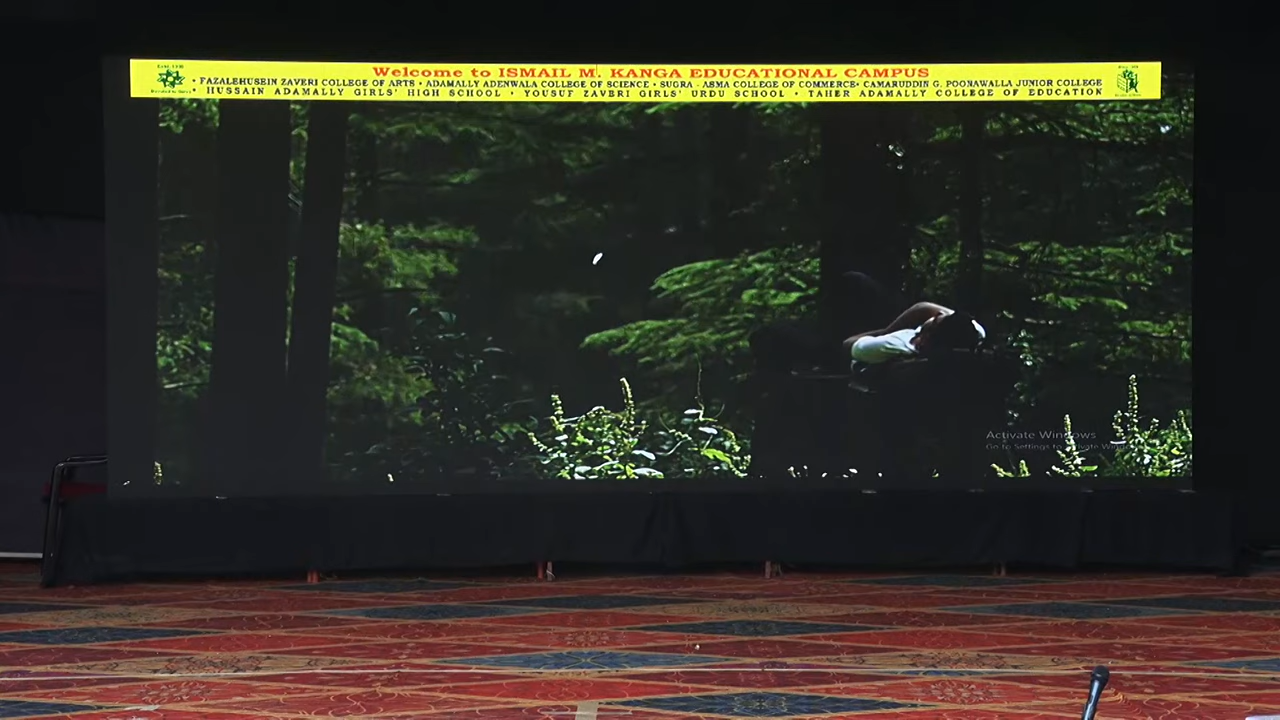 Welcome to ISMAIL M. KANGA EDUCATIONAL CAMPUS
• FAZALEHUSEIN ZAVERI COLLEGE OF ARTS • ADAMALLY ADENWALA COLLEGE OF SCIENCE • SUGRA - ASMA COLLEGE OF COMMERCE • CAMARUDDIN G. POONAWALLA JUNIOR COLLEGE
• HUSSAIN ADAMALLY GIRLS' HIGH SCHOOL • YOUSUF ZAVERI GIRLS' URDU SCHOOL • TAHER ADAMALLY COLLEGE OF EDUCATION
Activate Windows
Go to Settings to activate